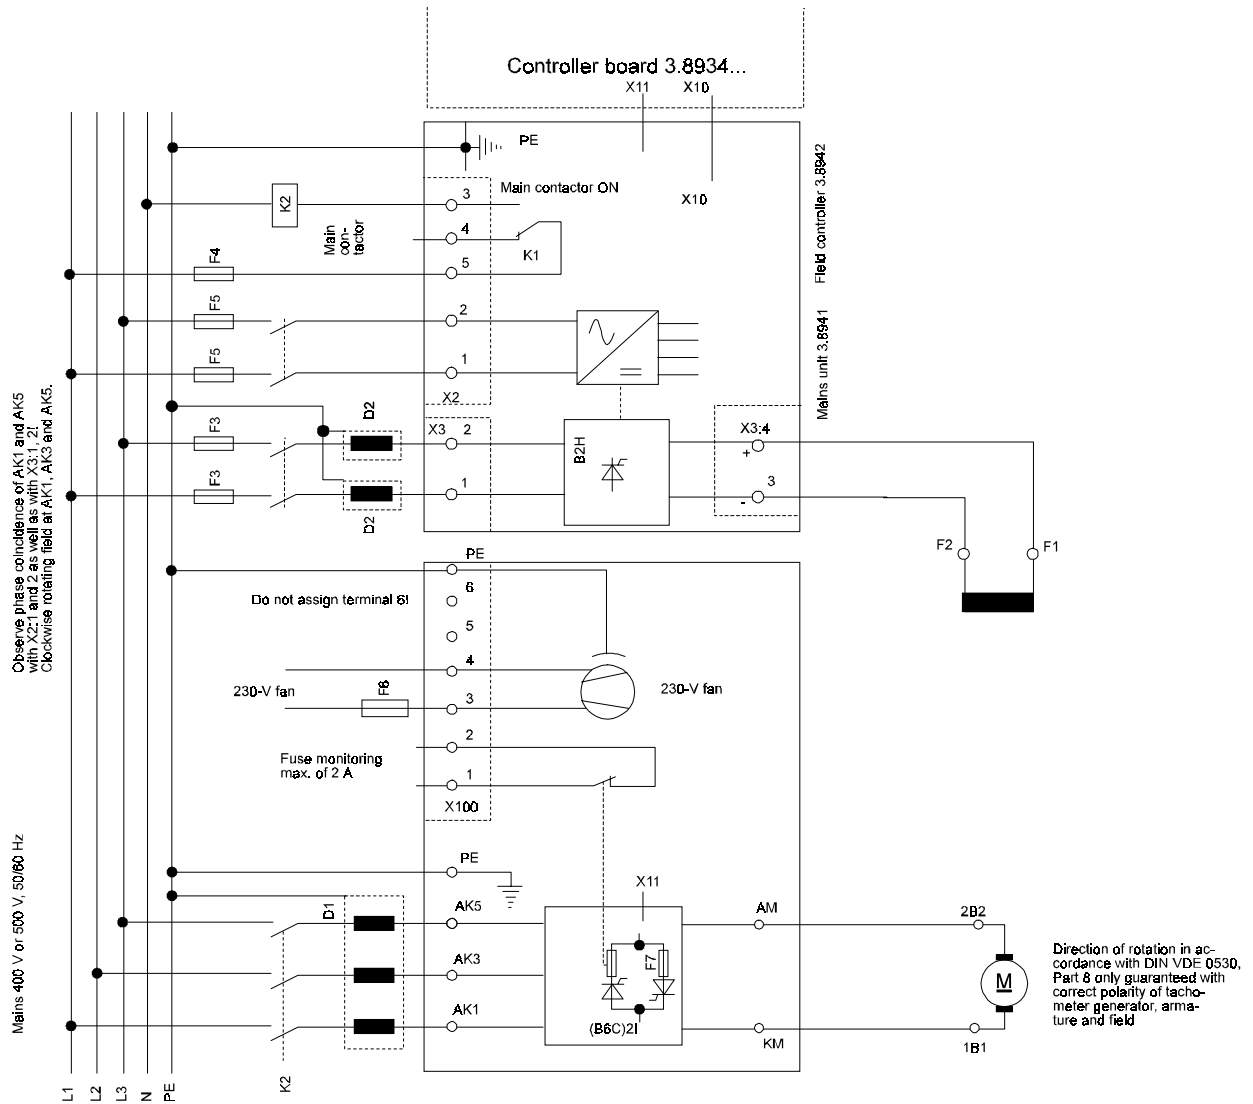 Controller board 3.8934...
X11
X10
PE
Main contactor ON
X10
K2
3
Main
con-
tactor
4
K1
F4
5
F5
2
F5
1
X2
Field controller 3.8942
Mains unit 3.8941
D2
F3
X3
2
B2H
X3:4
+
F3
1
3
-
D2
F2
F1
Observe phase coincidence of AK1 and AK5
with X2:1 and 2 as well as with X3:1, 2!
Clockwise rotating field at AK1, AK3 and AK5.
PE
Do not assign terminal 6!
6
5
4
230-V fan
F6
3
230-V fan
2
Fuse monitoring
max. of 2 A
1
X100
Mains 400 V or 500 V, 50/60 Hz
PE
X11
D1
AK5
AM
2B2
AK3
F7
M
AK1
(B6C)2I
KM
1B1
Direction of rotation in ac-
cordance with DIN VDE 0530,
Part 8 only guaranteed with
correct polarity of tacho-
meter generator, arma-
ture and field
L1
L2
L3
N
PE
K2